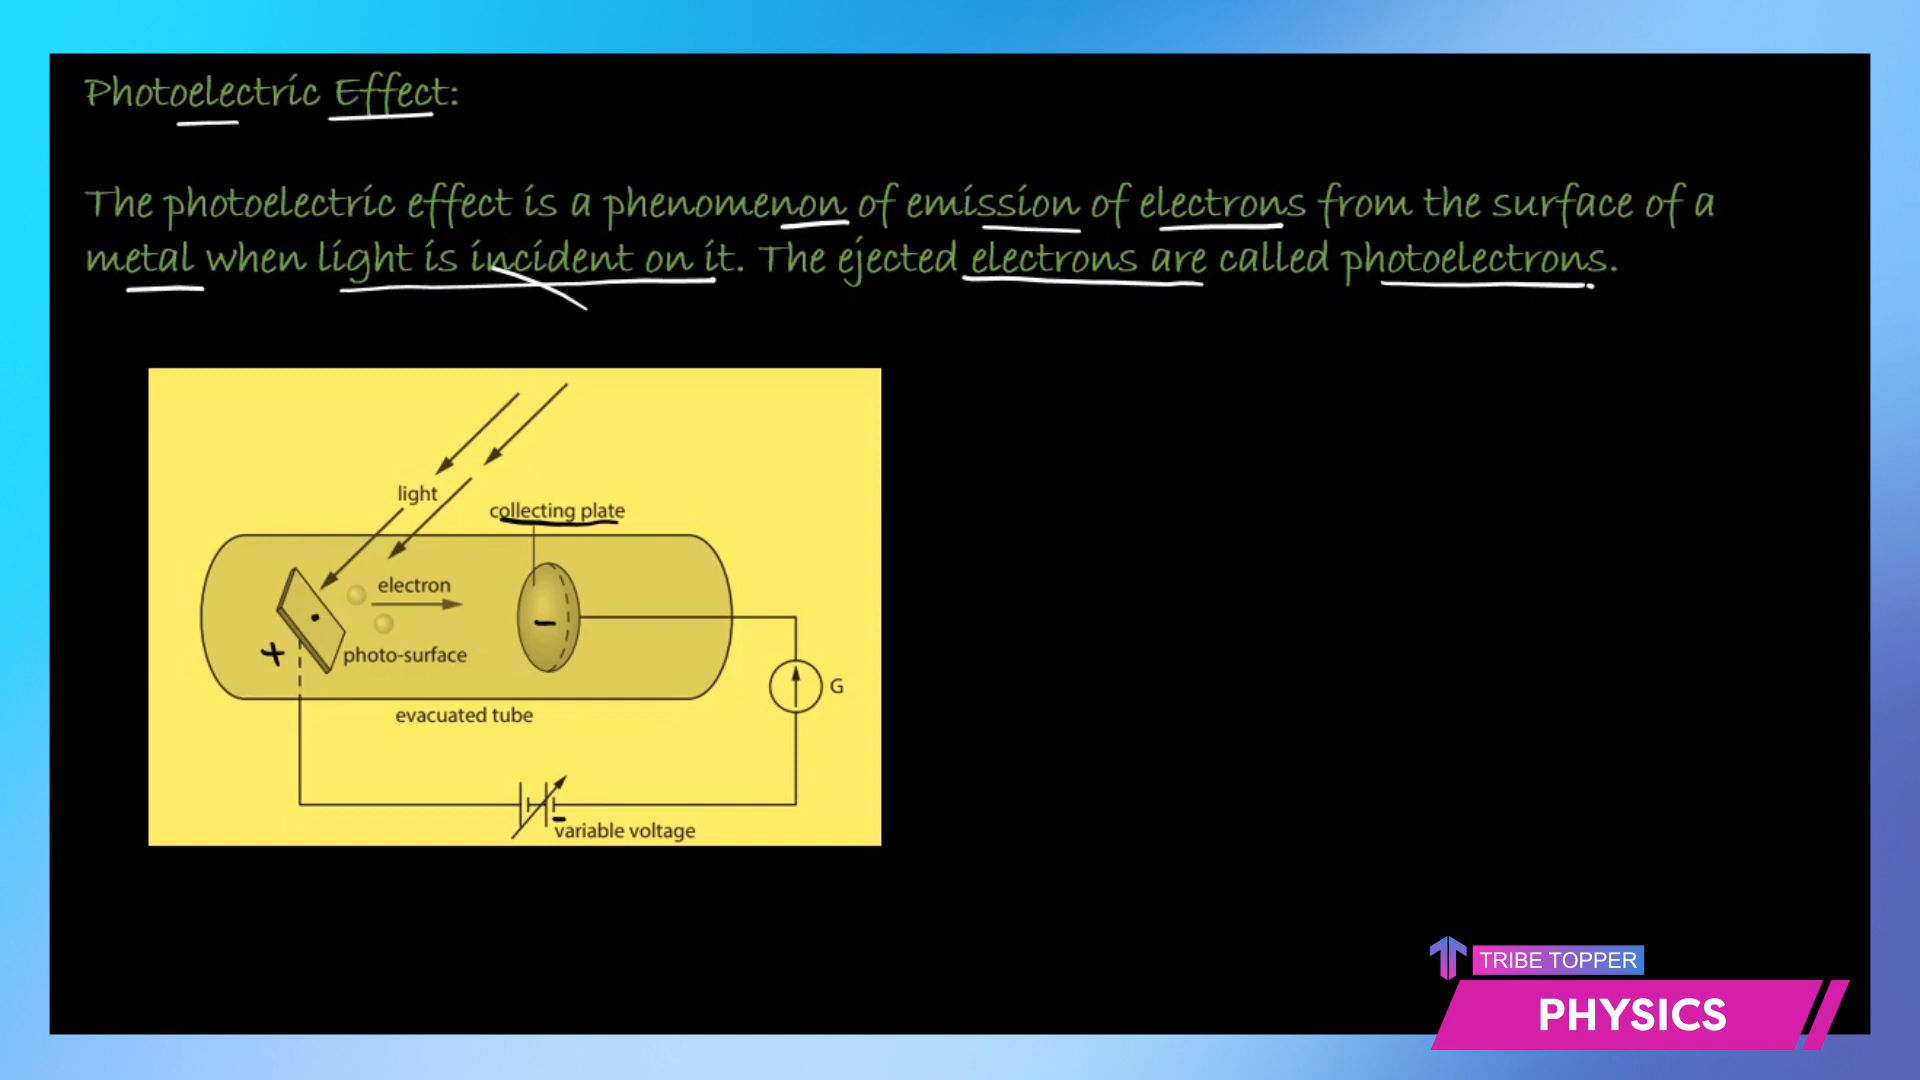 Photoelectric Effect:
The photoelectric effect is a phenomenon of emission of electrons from the surface of a
metal when light is incident on it. The ejected electrons are called photoelectrons.
light
collecting plate
electron
-
+
photo-surface
G
evacuated tube
-
variable voltage
TRIBE TOPPER
PHYSICS